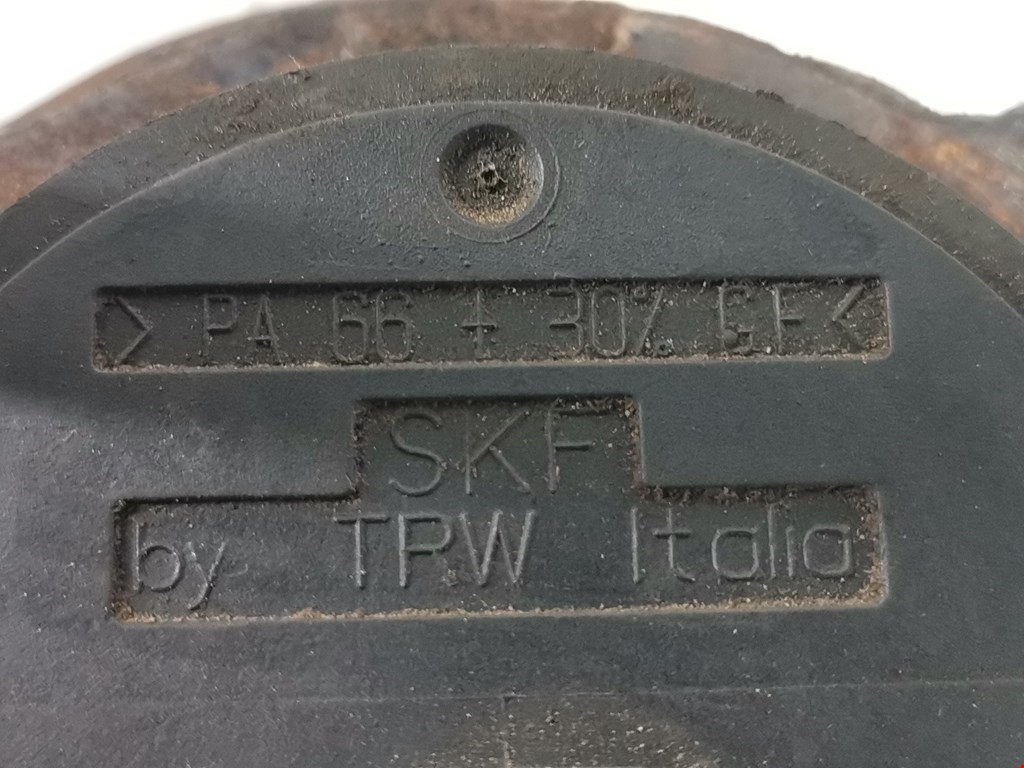 > PA 66 + 30% GF <
SKF
by TRW Italia